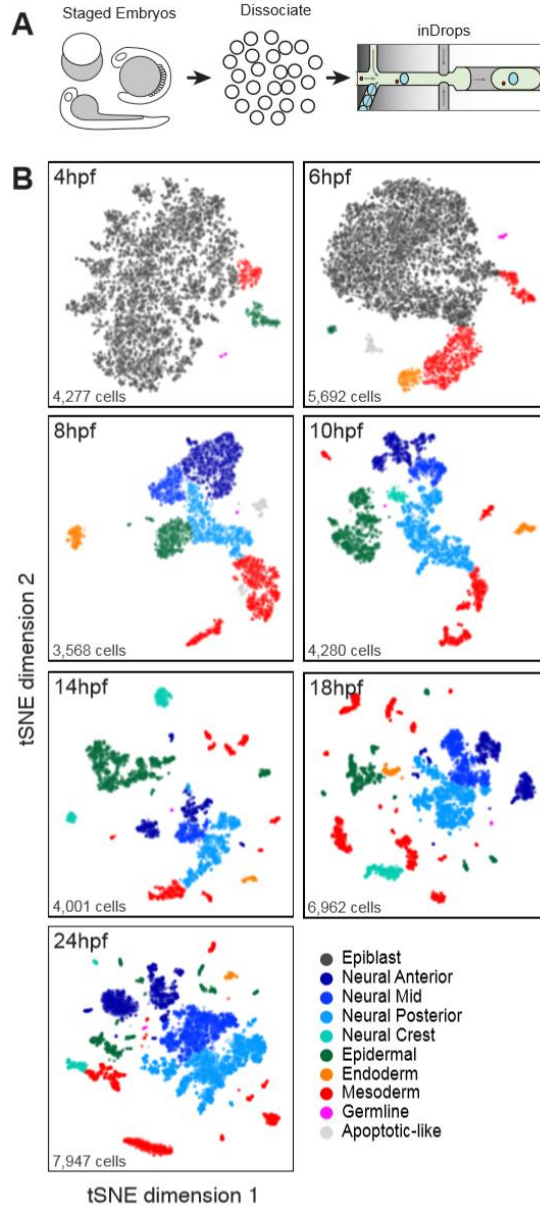 A
Staged Embryos
Dissociate
inDrops
B
4hpf
4,277 cells
6hpf
5,692 cells
8hpf
3,568 cells
10hpf
4,280 cells
14hpf
4,001 cells
18hpf
6,962 cells
24hpf
7,947 cells
tSNE dimension 2
tSNE dimension 1
Epiblast
Neural Anterior
Neural Mid
Neural Posterior
Neural Crest
Epidermal
Endoderm
Mesoderm
Germline
Apoptotic-like